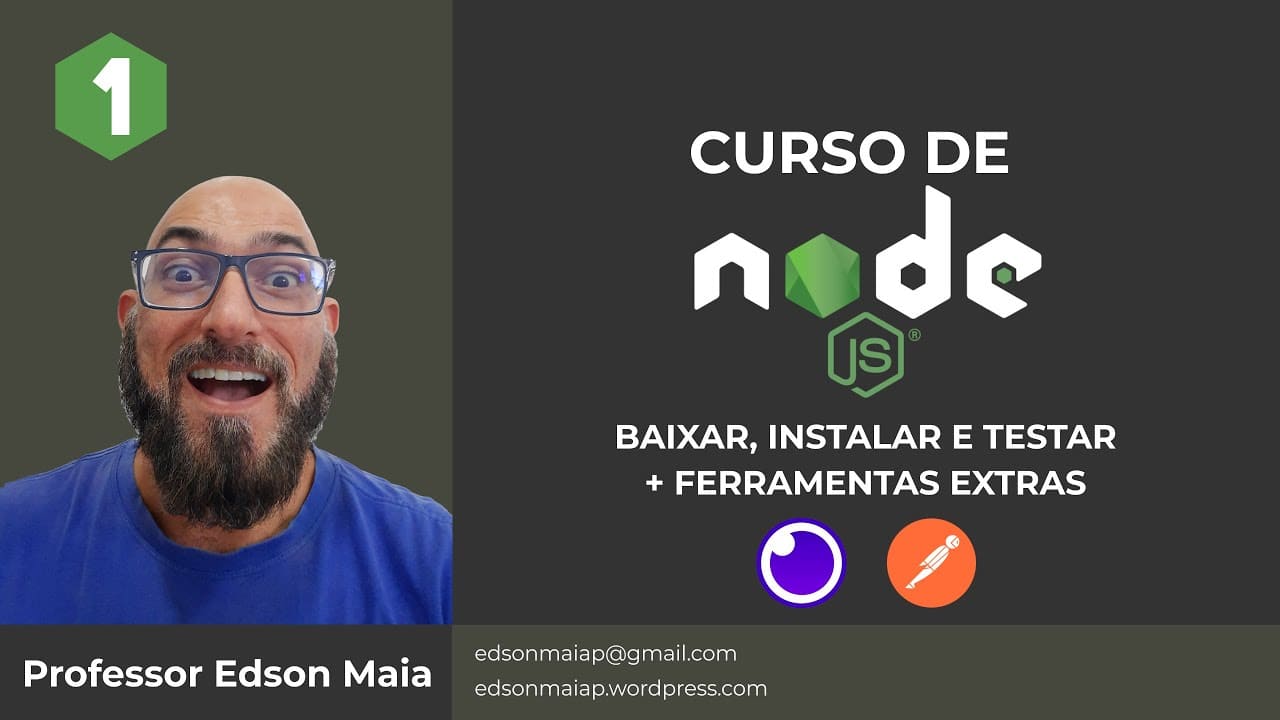 1
CURSO DE
node
JS®
BAIXAR, INSTALAR E TESTAR
+ FERRAMENTAS EXTRAS
Professor Edson Maia
edsonmaiap@gmail.com
edsonmaiap.wordpress.com